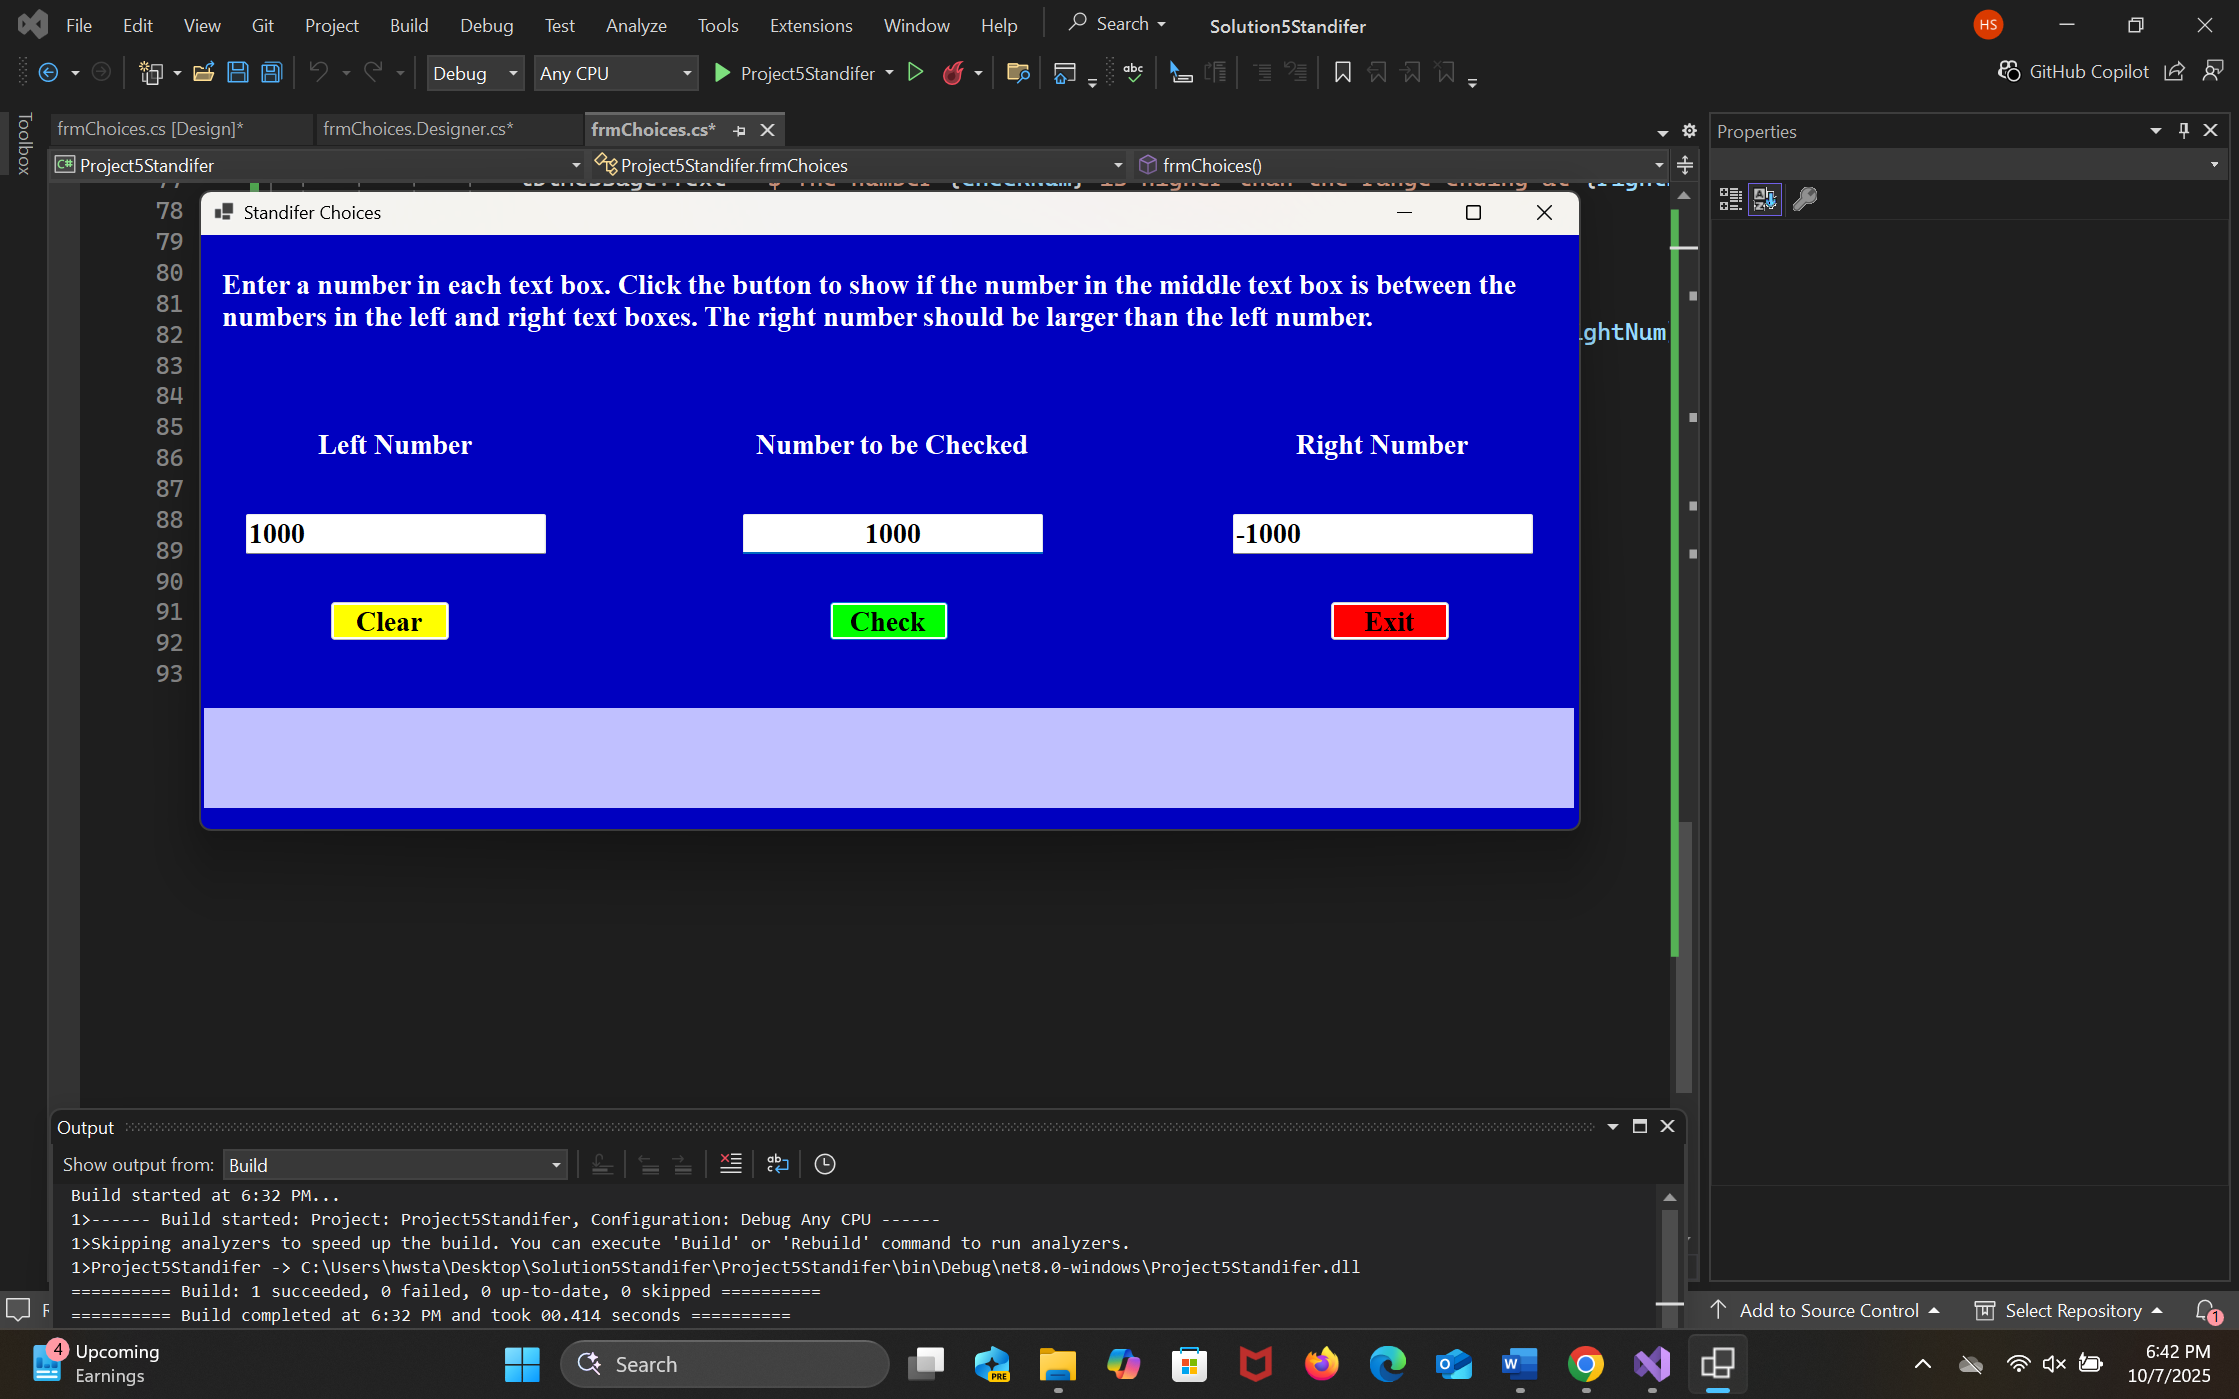 File Edit View Git Project Build Debug Test Analyze Tools Extensions Window Help Search Solution5Standifer HS
Debug Any CPU Project5Standifer abc GitHub Copilot
Toolbox
frmChoices.cs [Design]* frmChoices.Designer.cs* frmChoices.cs*
Properties
C# Project5Standifer Project5Standifer.frmChoices frmChoices()
78
79
80
81
82
83
84
85
86
87
88
89
90
91
92
93
ightNum
Standifer Choices
Enter a number in each text box. Click the button to show if the number in the middle text box is between the
numbers in the left and right text boxes. The right number should be larger than the left number.
Left Number Number to be Checked Right Number
1000 1000 -1000
Clear Check Exit
Output
Show output from: Build
Build started at 6:32 PM...
1>------ Build started: Project: Project5Standifer, Configuration: Debug Any CPU ------
1>Skipping analyzers to speed up the build. You can execute 'Build' or 'Rebuild' command to run analyzers.
1>Project5Standifer -> C:\Users\hwsta\Desktop\Solution5Standifer\Project5Standifer\bin\Debug\net8.0-windows\Project5Standifer.dll
========== Build: 1 succeeded, 0 failed, 0 up-to-date, 0 skipped ==========
========== Build completed at 6:32 PM and took 00.414 seconds ==========
Add to Source Control Select Repository 1
4 Upcoming
Earnings
Search
PRE
6:42 PM
10/7/2025